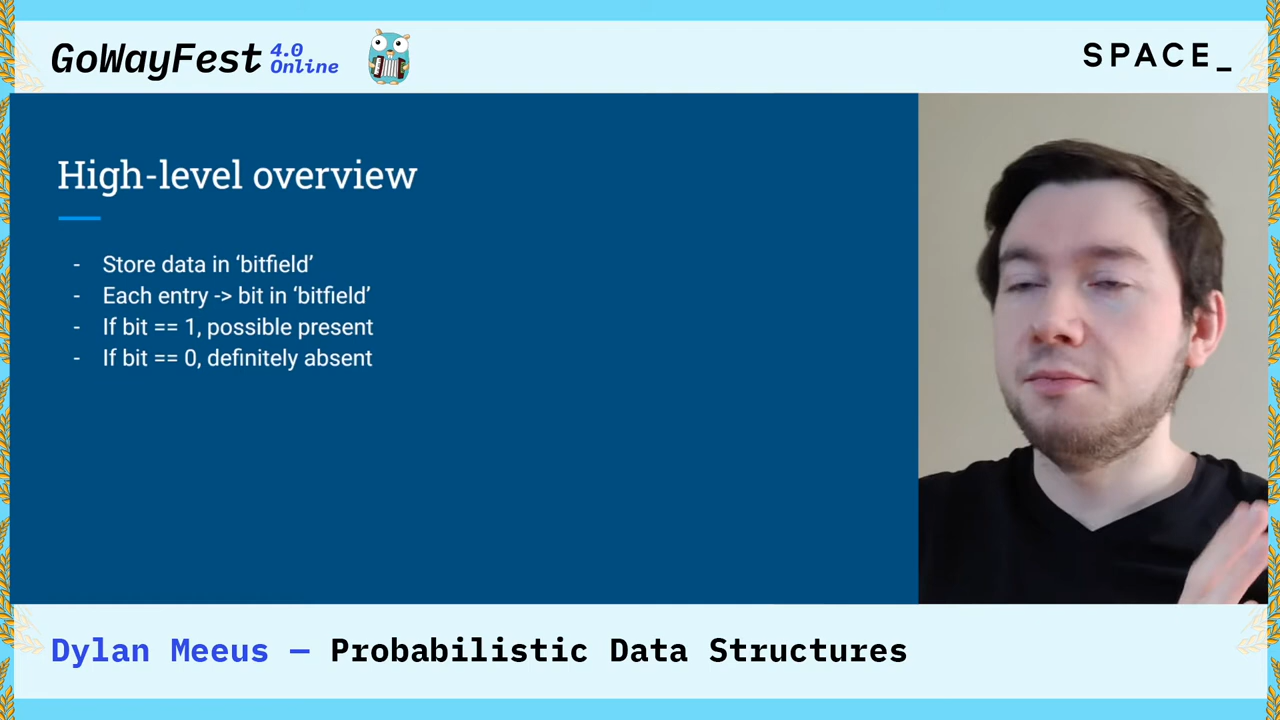 GoWayFest 4.0 Online
SPACE_
High-level overview
- Store data in ‘bitfield’
- Each entry -> bit in ‘bitfield’
- If bit == 1, possible present
- If bit == 0, definitely absent
Dylan Meeus — Probabilistic Data Structures